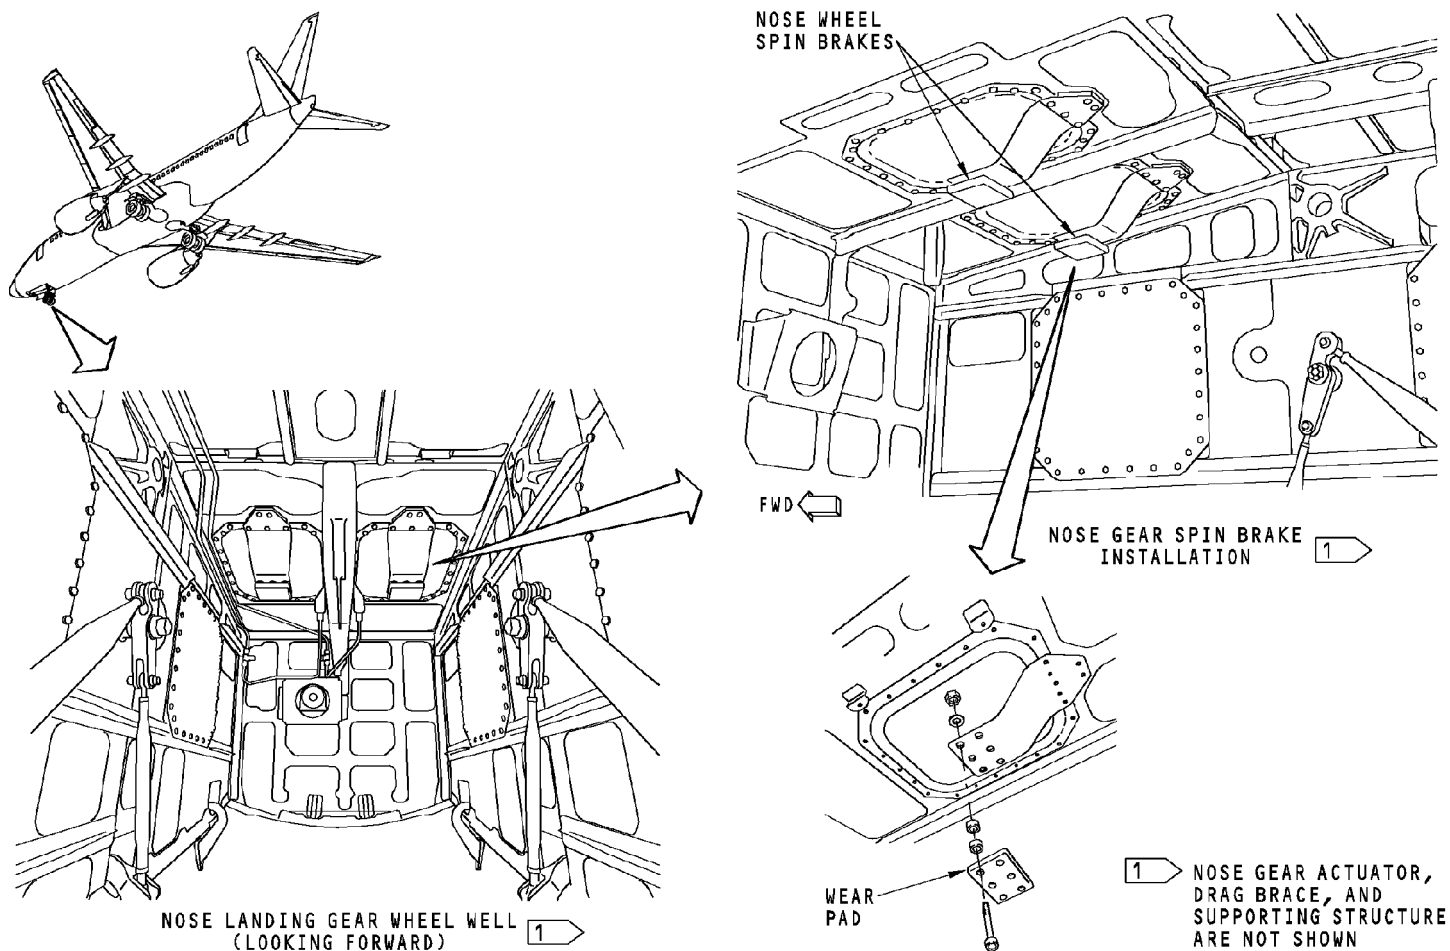 NOSE WHEEL
SPIN BRAKES
FWD
NOSE GEAR SPIN BRAKE
INSTALLATION
1
NOSE LANDING GEAR WHEEL WELL
(LOOKING FORWARD)
1
WEAR
PAD
1
NOSE GEAR ACTUATOR,
DRAG BRACE, AND
SUPPORTING STRUCTURE
ARE NOT SHOWN